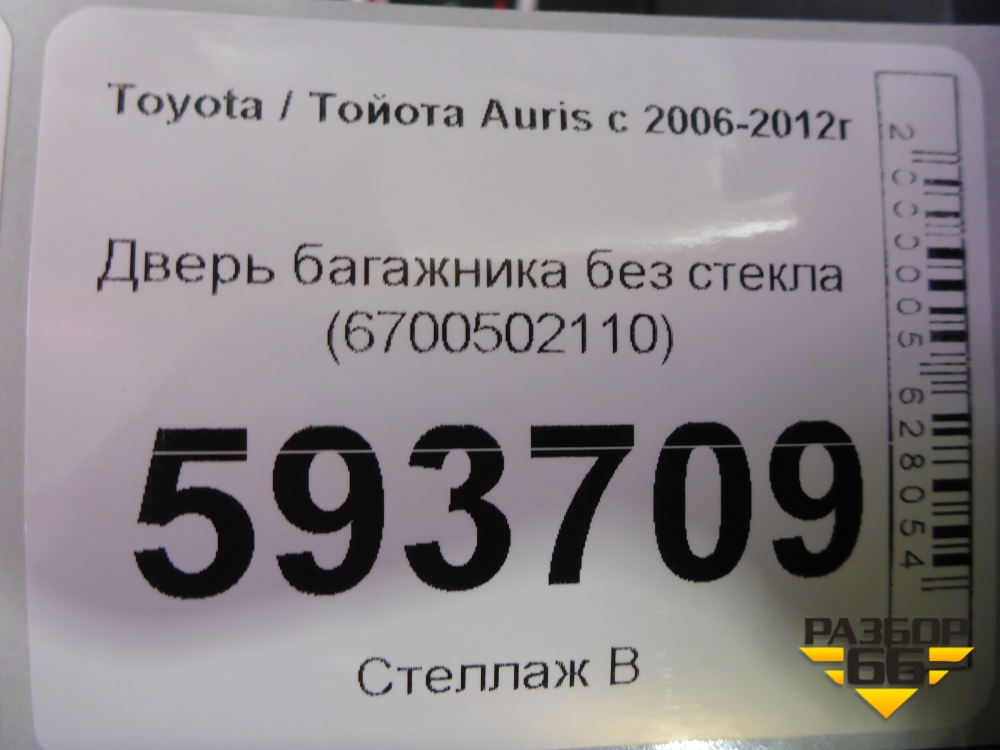 Toyota / Тойота Auris с 2006-2012г
Дверь багажника без стекла
(6700502110)
593709
Стеллаж В
2000005628054
РАЗБОР
66